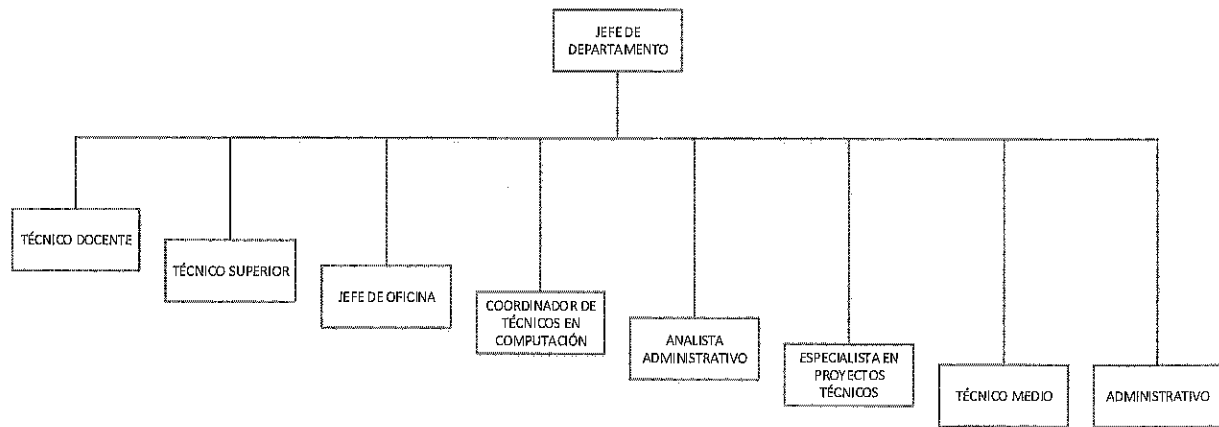 JEFE DE
DEPARTAMENTO
TÉCNICO DOCENTE
TÉCNICO SUPERIOR
JEFE DE OFICINA
COORDINADOR DE
TÉCNICOS EN
COMPUTACIÓN
ANALISTA
ADMINISTRATIVO
ESPECIALISTA EN
PROYECTOS
TÉCNICOS
TÉCNICO MEDIO
ADMINISTRATIVO